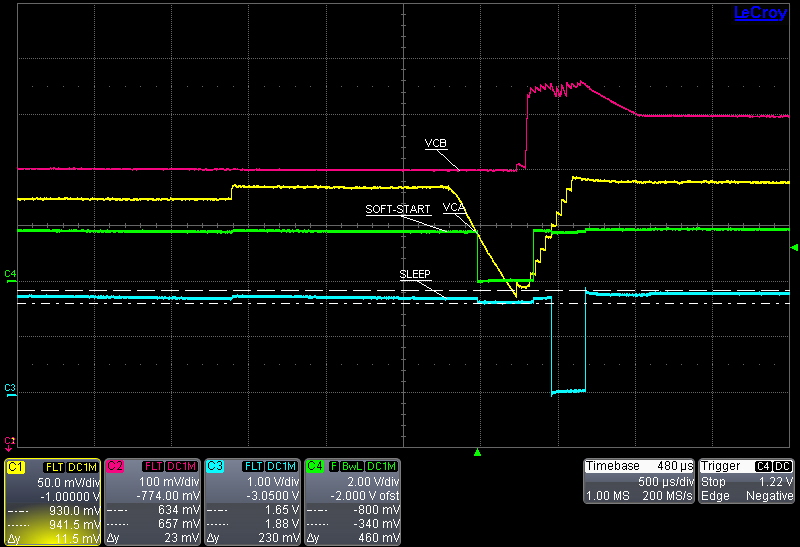 LeCroy
VCB
SOFT-START
VCA
C4
SLEEP
C3
C1 FLT DC1M
50.0 mV/div
-1.00000 V
930.0 mV
941.5 mV
Δy 11.5 mV
C2 FLT DC1M
100 mV/div
-774.00 mV
634 mV
657 mV
Δy 23 mV
C3 FLT DC1M
1.00 V/div
-3.0500 V
1.65 V
1.88 V
Δy 230 mV
C4 F BwL DC1M
2.00 V/div
-2.000 V ofst
-800 mV
-340 mV
Δy 460 mV
Timebase 480 µs
500 µs/div
1.00 MS 200 MS/s
Trigger C4 DC
Stop 1.22 V
Edge Negative